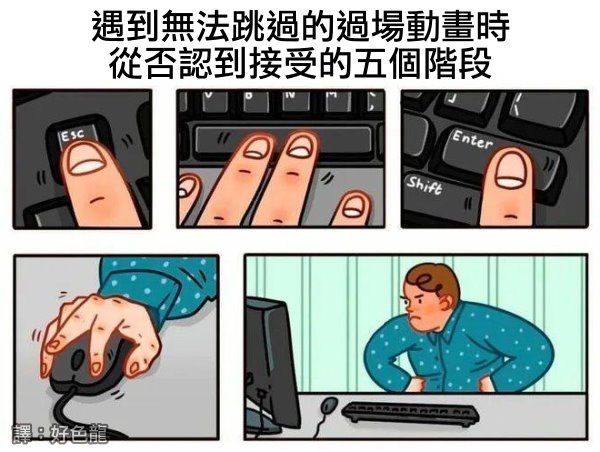 遇到無法跳過的過場動畫時
從否認到接受的五個階段
Esc
V B N M ;
Enter
Shift
譯：好色龍